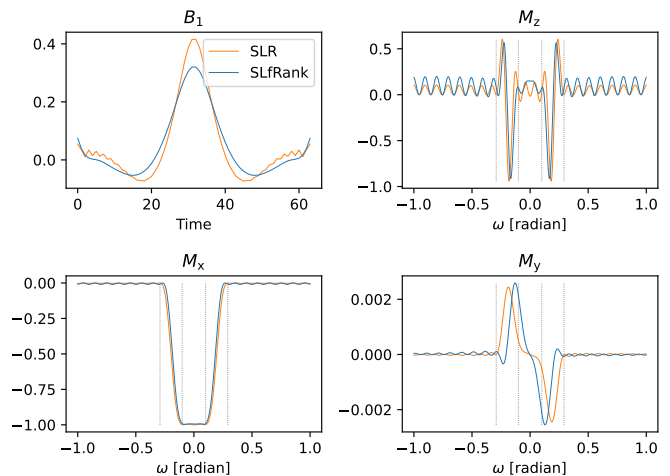 B₁
0.4
0.2
0.0
SLR
SLfRank
0 20 40 60
Time
M_z
0.5
0.0
−0.5
−1.0
−1.0 −0.5 0.0 0.5 1.0
ω [radian]
M_x
0.00
−0.25
−0.50
−0.75
−1.00
−1.0 −0.5 0.0 0.5 1.0
ω [radian]
M_y
0.002
0.000
−0.002
−1.0 −0.5 0.0 0.5 1.0
ω [radian]